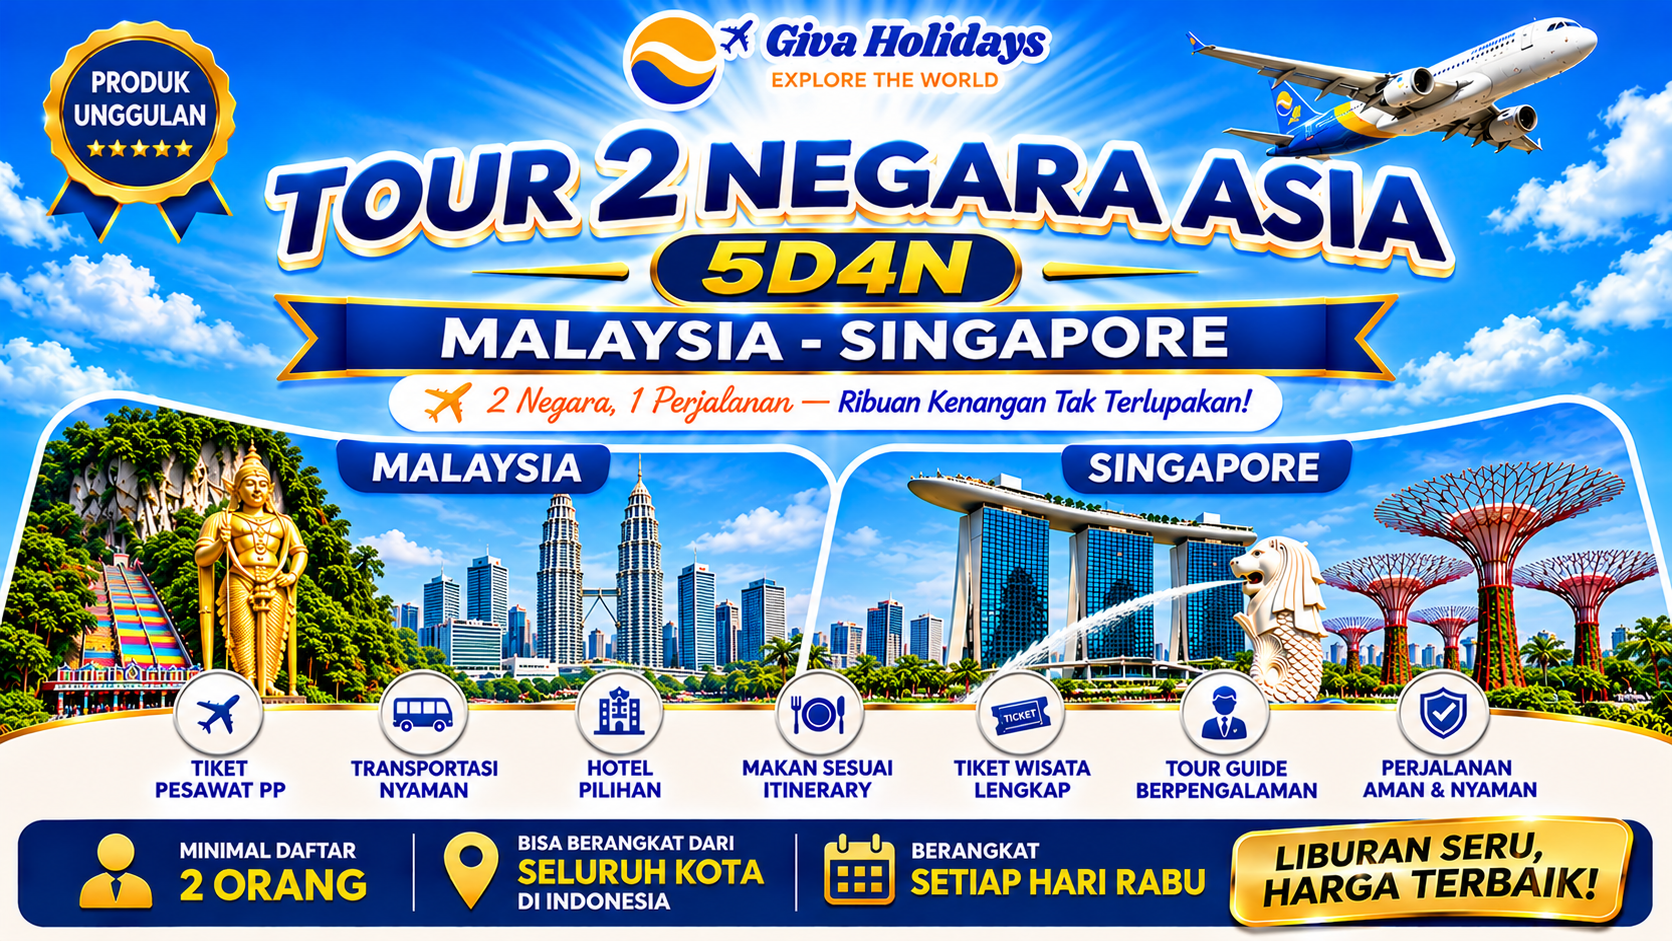 PRODUK
UNGGULAN
Giva Holidays
EXPLORE THE WORLD
TOUR 2 NEGARA ASIA
5D4N
MALAYSIA - SINGAPORE
2 Negara, 1 Perjalanan — Ribuan Kenangan Tak Terlupakan!
MALAYSIA
SINGAPORE
TICKET
TIKET
PESAWAT PP
TRANSPORTASI
NYAMAN
HOTEL
PILIHAN
MAKAN SESUAI
ITINERARY
TIKET WISATA
LENGKAP
TOUR GUIDE
BERPENGALAMAN
PERJALANAN
AMAN & NYAMAN
MINIMAL DAFTAR
2 ORANG
BISA BERANGKAT DARI
SELURUH KOTA
DI INDONESIA
BERANGKAT
SETIAP HARI RABU
LIBURAN SERU,
HARGA TERBAIK!